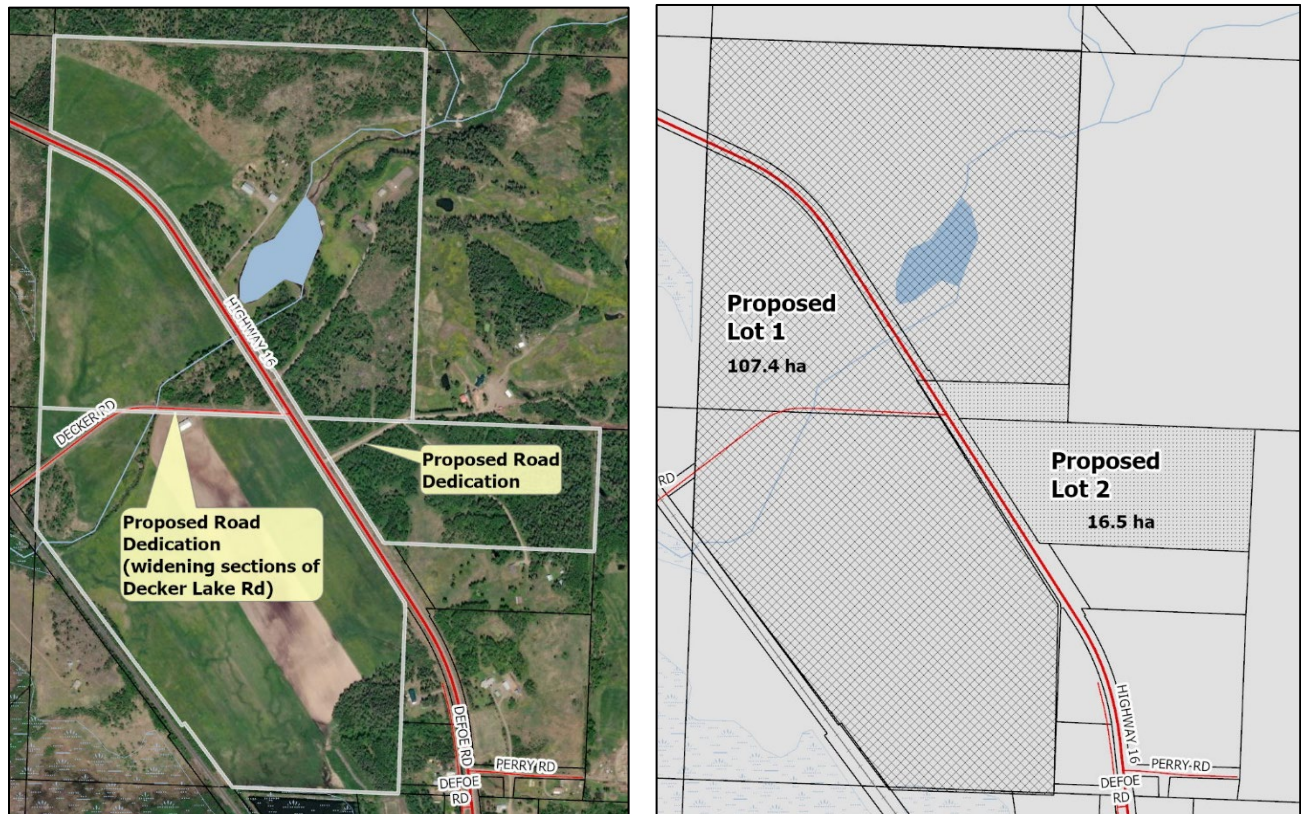 HIGHWAY 16
DECKER RD
Proposed Road
Dedication
Proposed Road
Dedication
(widening sections of
Decker Lake Rd)
DEFOE RD
PERRY RD
DEFOE
RD
Proposed
Lot 1
107.4 ha
Proposed
Lot 2
16.5 ha
RD
HIGHWAY 16
PERRY RD
DEFOE
RD